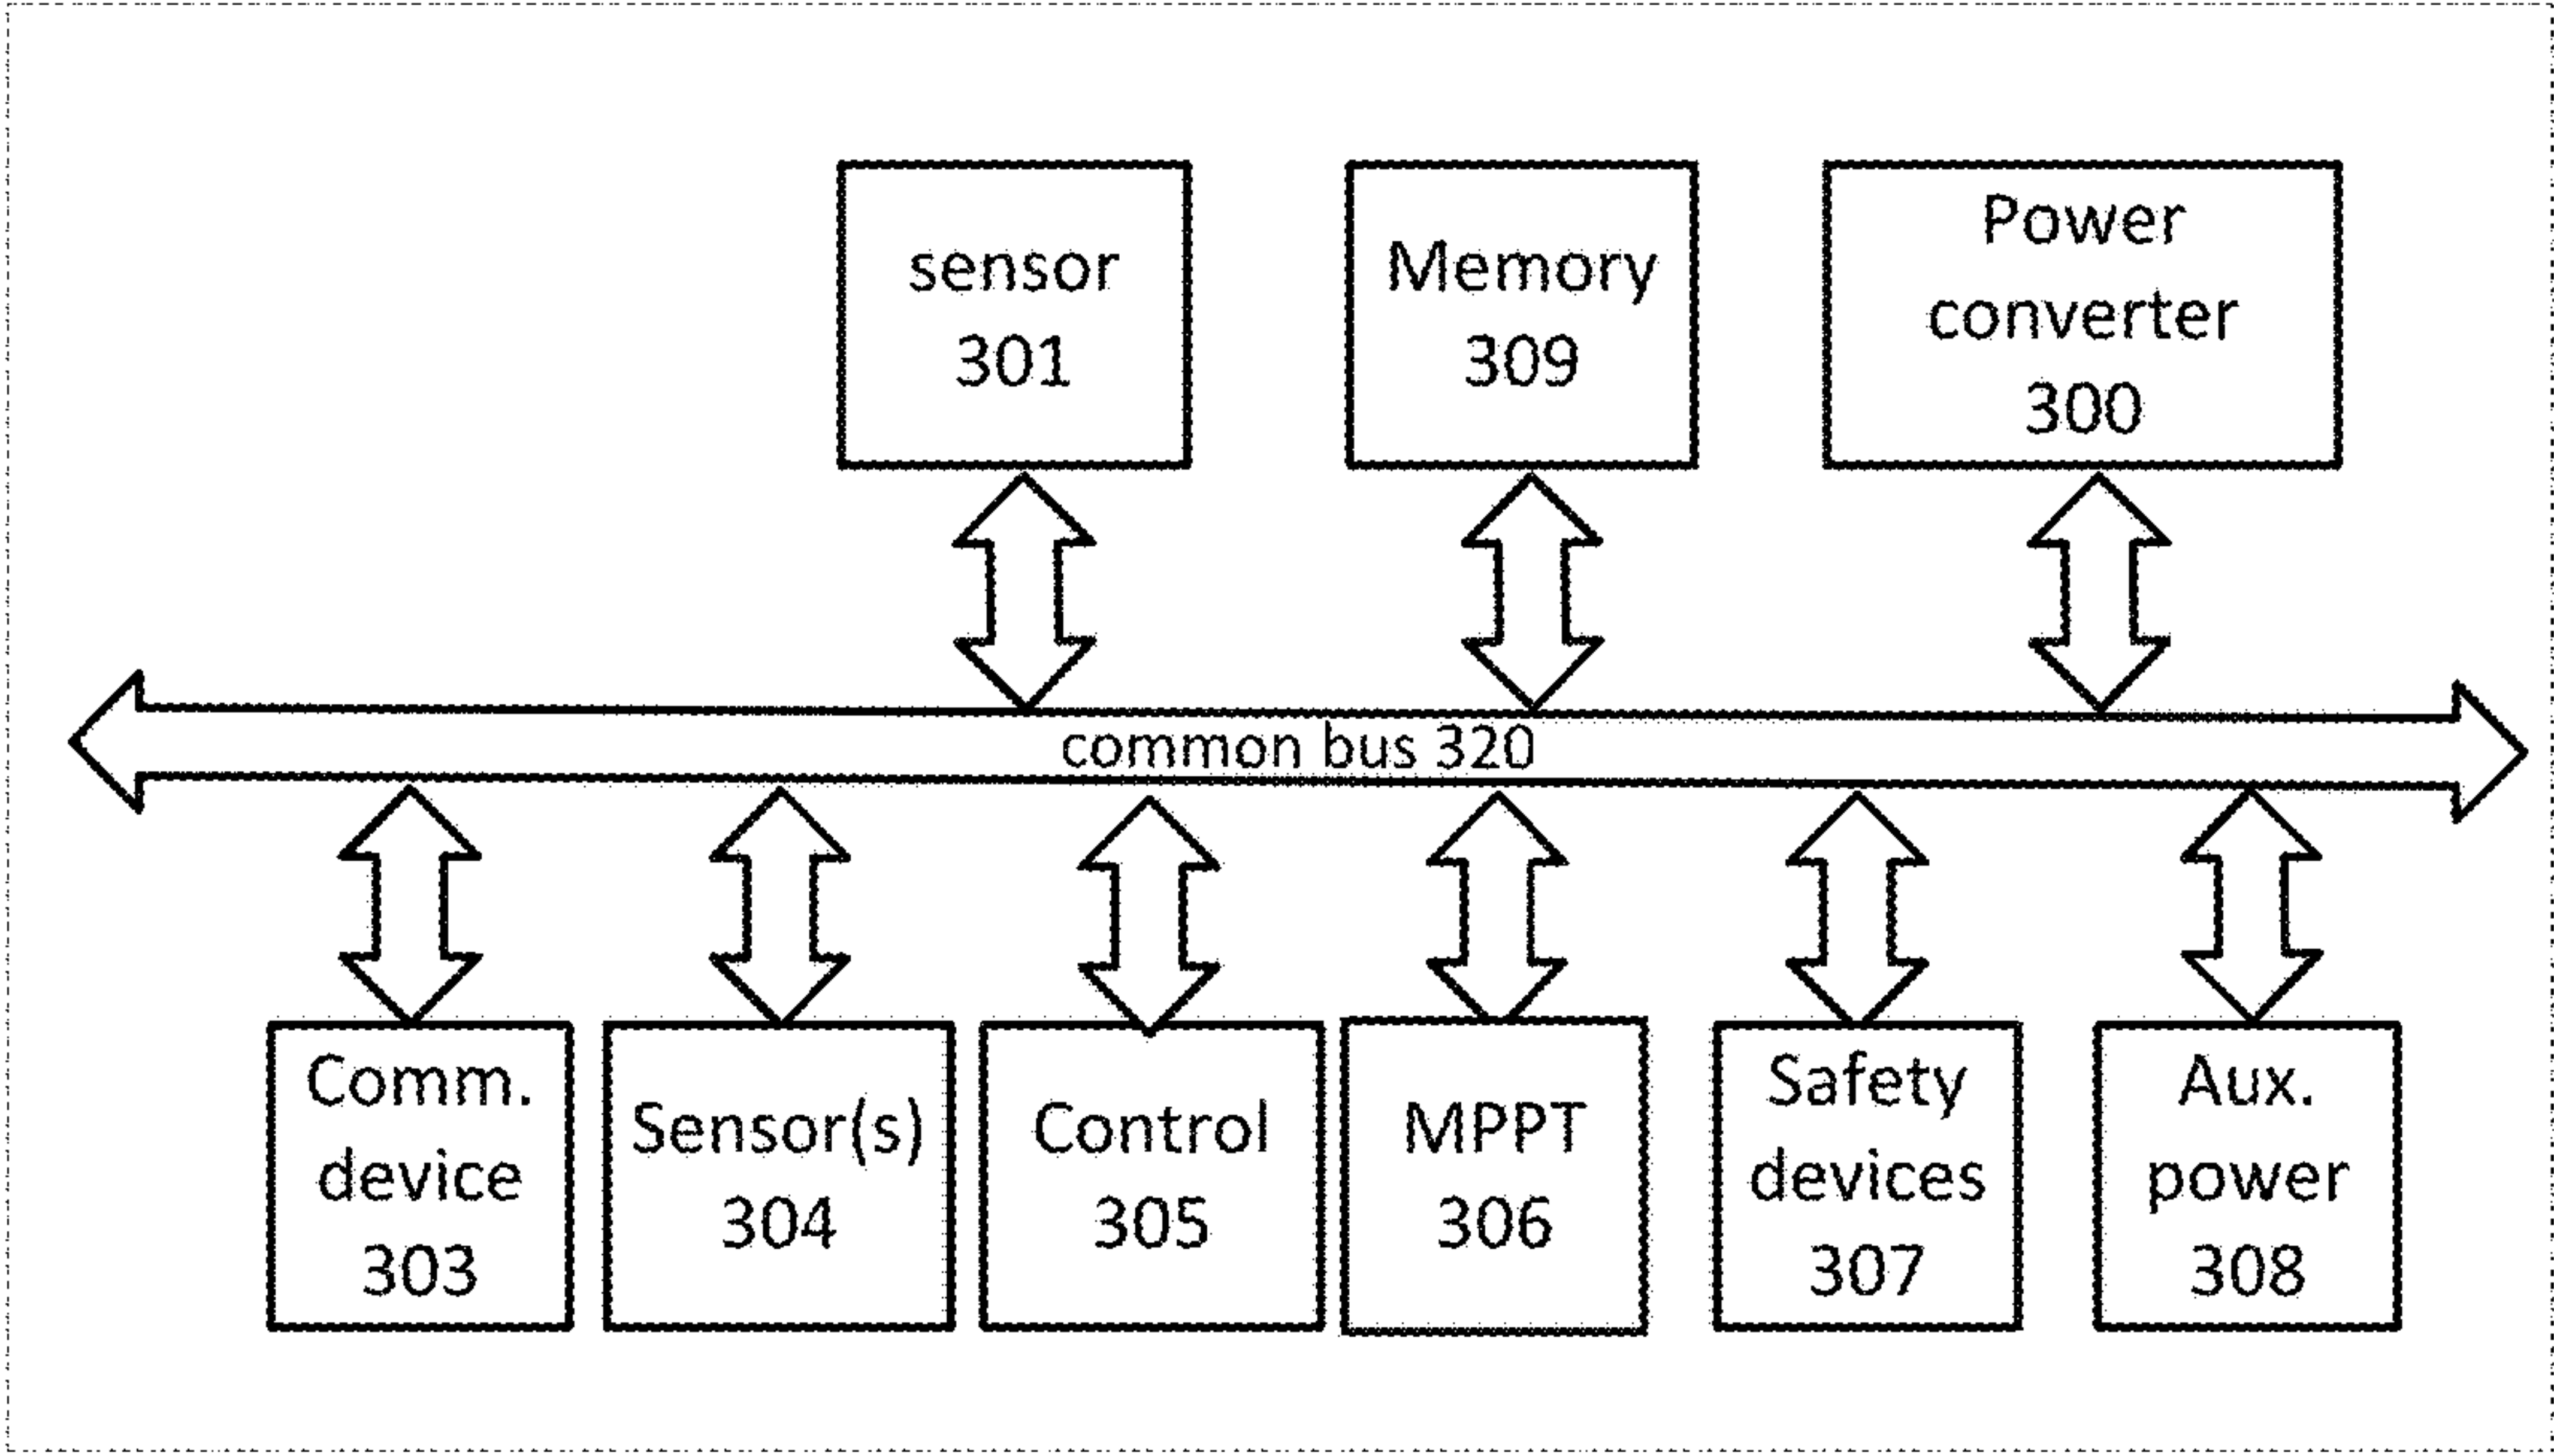 sensor
301
Memory
309
Power
converter
300
common bus 320
Comm.
device
303
Sensor(s)
304
Control
305
MPPT
306
Safety
devices
307
Aux.
power
308